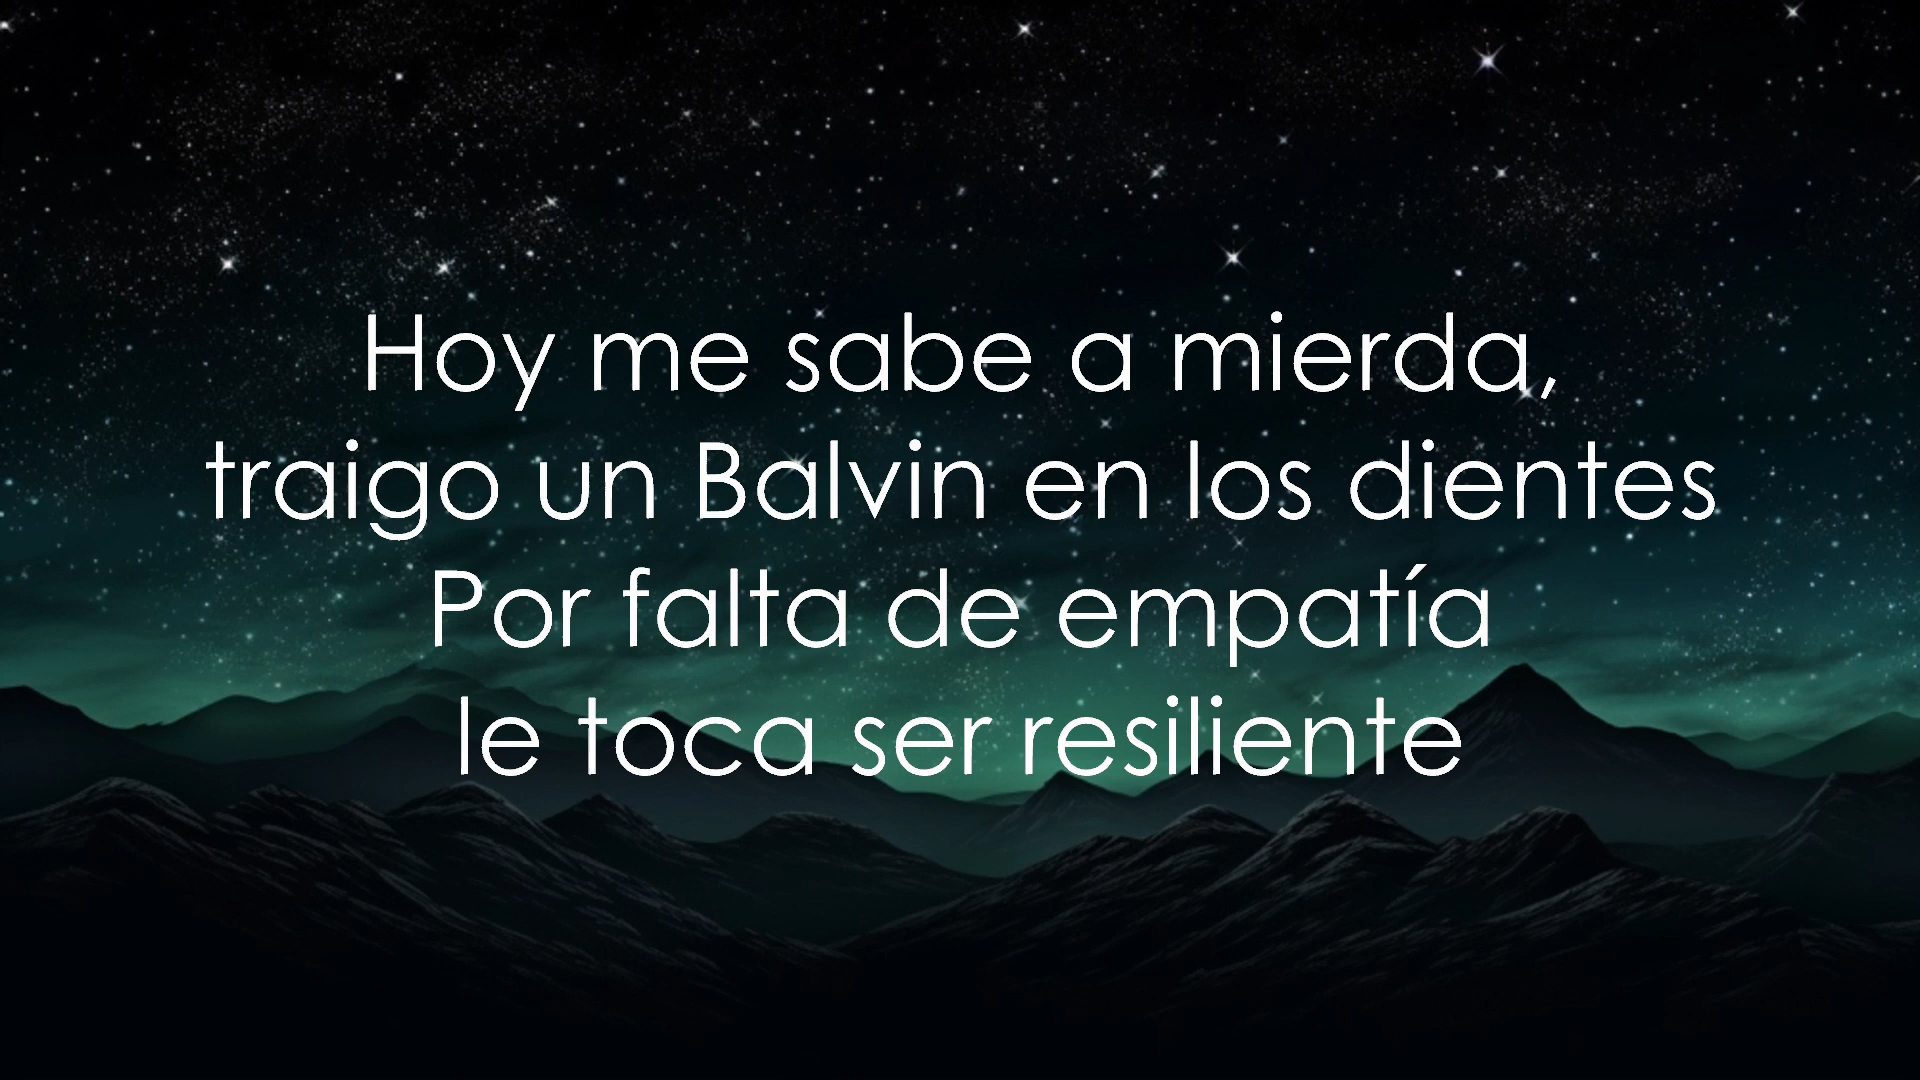 Hoy me sabe a mierda,
traigo un Balvin en los dientes
Por falta de empatía
le toca ser resiliente